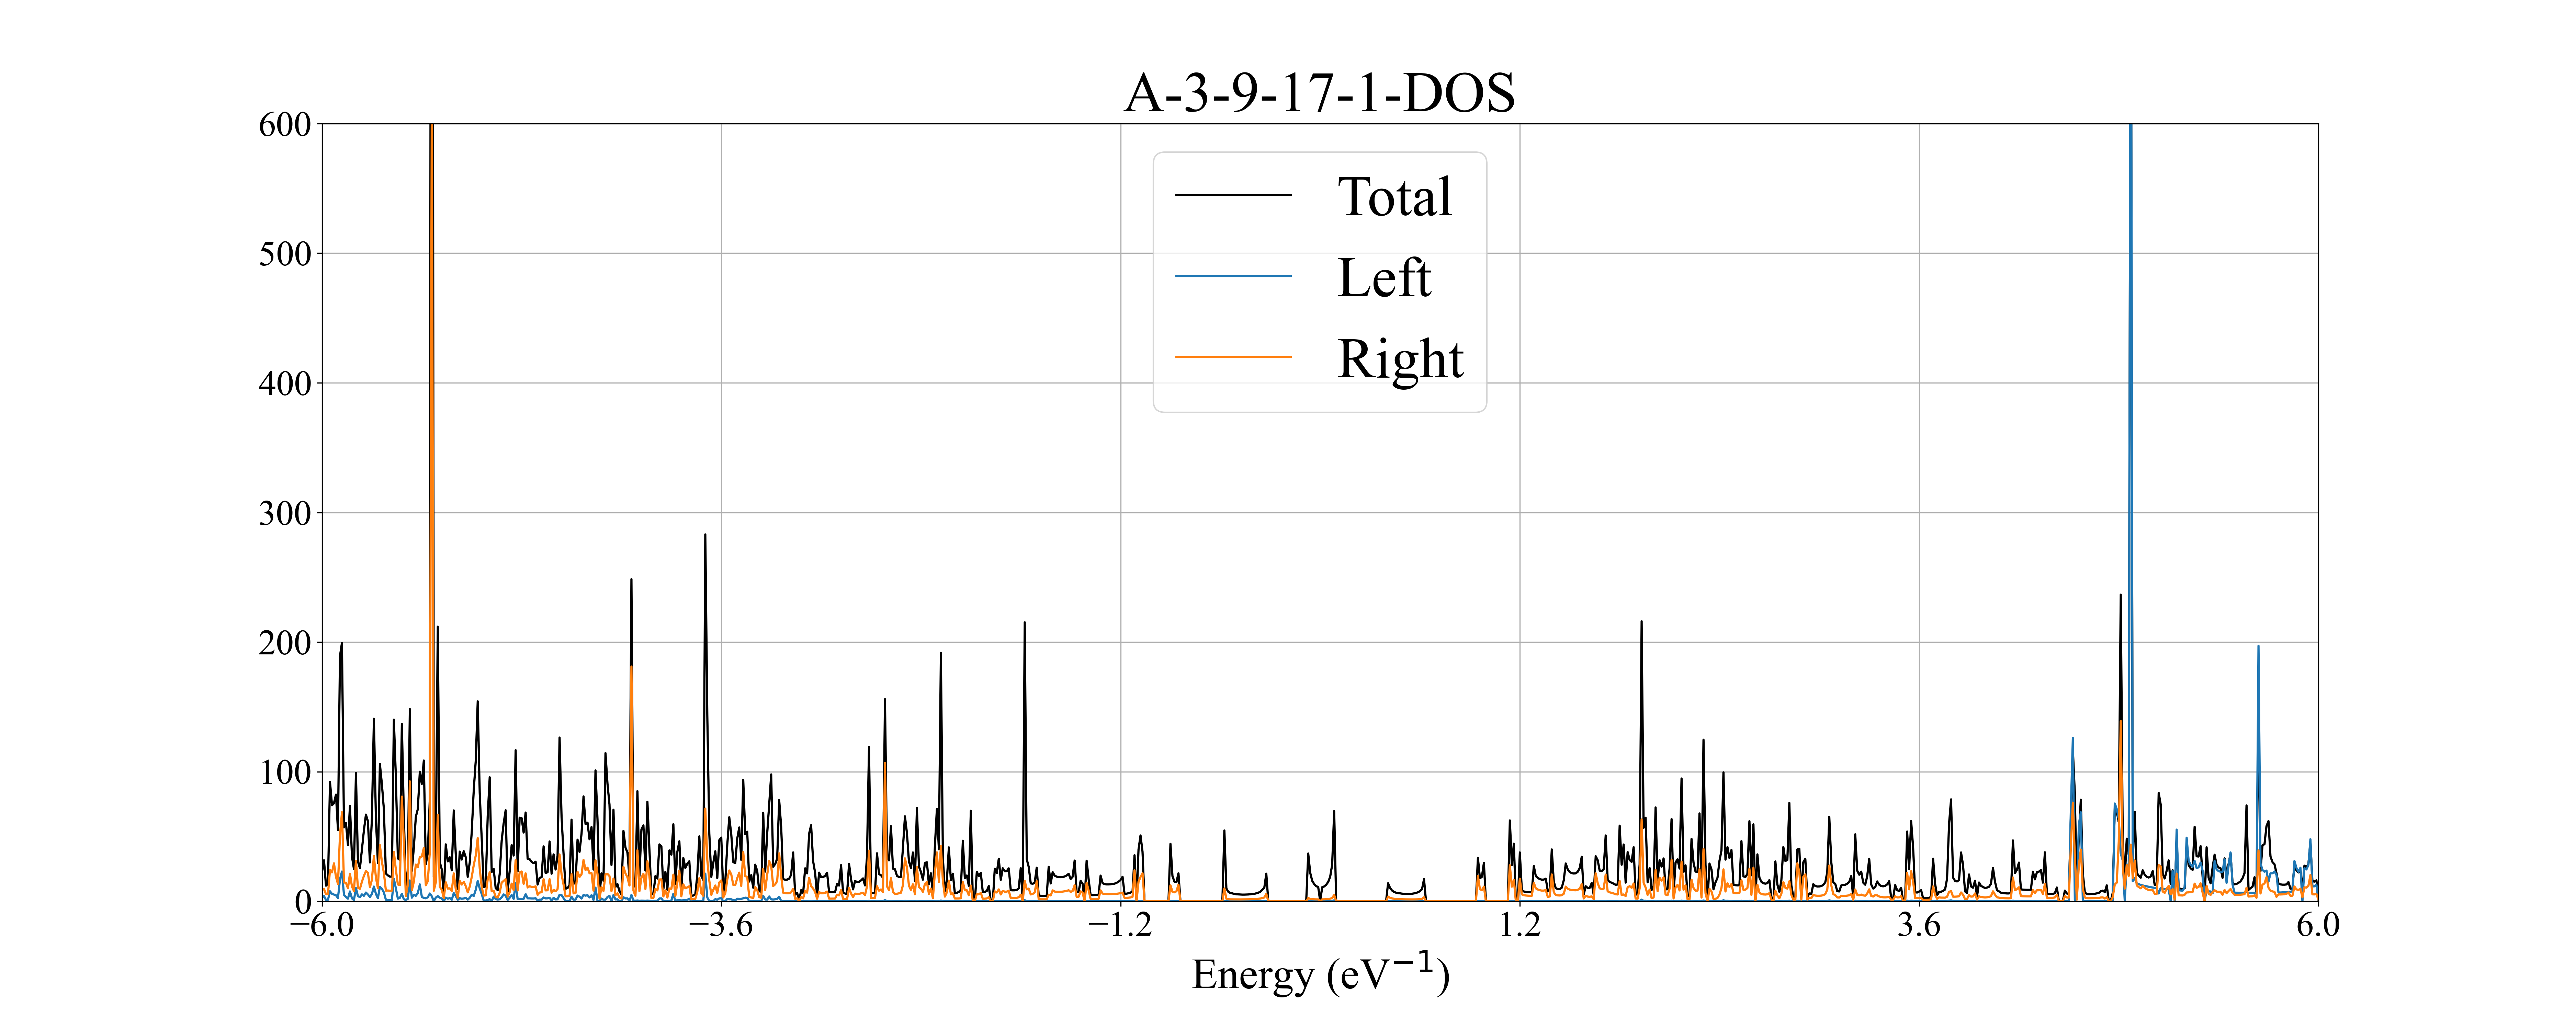 A-3-9-17-1-DOS
600
500
400
300
200
100
0
Total
Left
Right
−6.0 −3.6 −1.2 1.2 3.6 6.0
Energy (eV⁻¹)